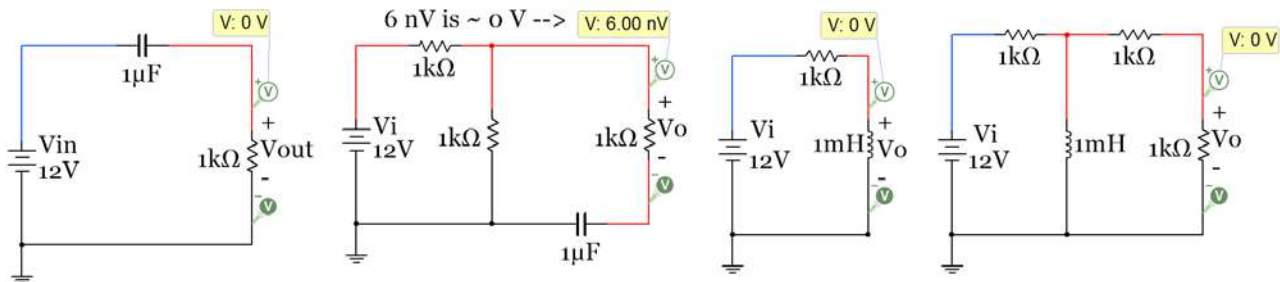 V: 0 V
1µF
Vin
12V
1kΩ
+
Vout
-
+
V
−
V
6 nV is ~ 0 V -->
V: 6.00 nV
1kΩ
Vi
12V
1kΩ
1kΩ
+
Vo
-
1µF
+
V
−
V
V: 0 V
1kΩ
Vi
12V
1mH
+
Vo
-
+
V
−
V
V: 0 V
1kΩ
1kΩ
Vi
12V
1mH
1kΩ
+
Vo
-
+
V
−
V